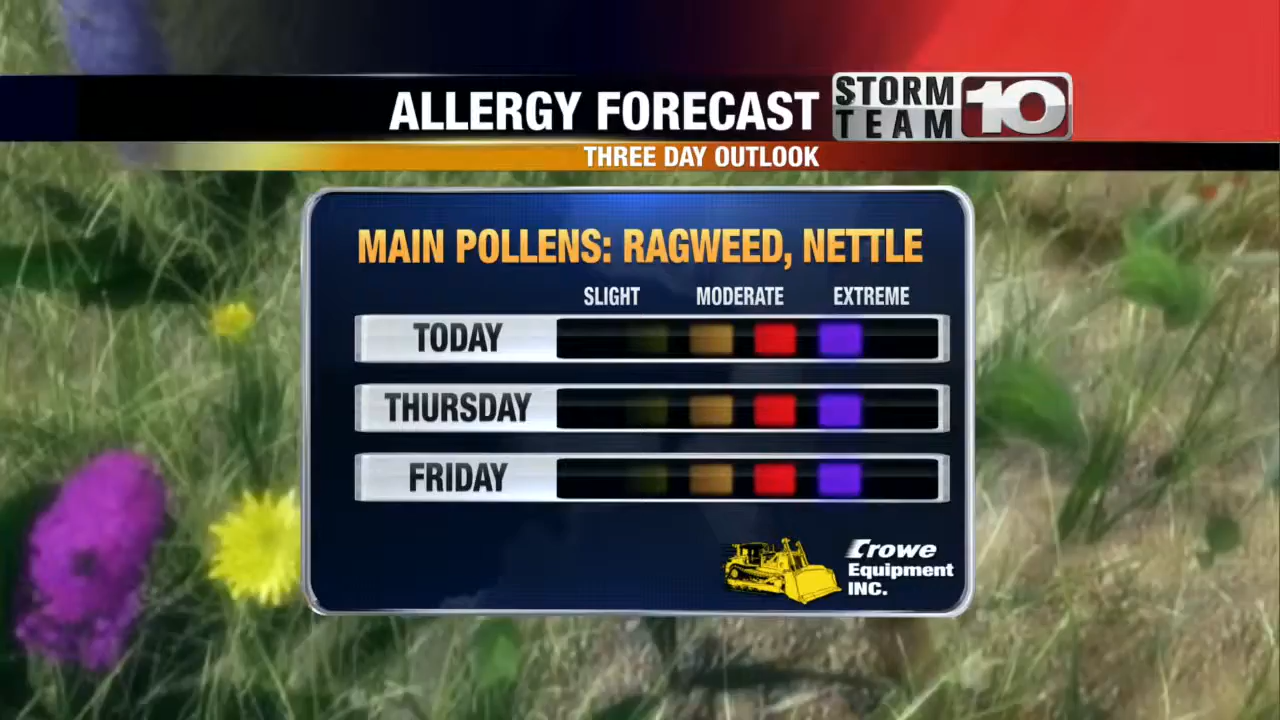 ALLERGY FORECAST
STORM TEAM 10
THREE DAY OUTLOOK
MAIN POLLENS: RAGWEED, NETTLE
SLIGHT MODERATE EXTREME
TODAY
THURSDAY
FRIDAY
Crowe
Equipment
INC.